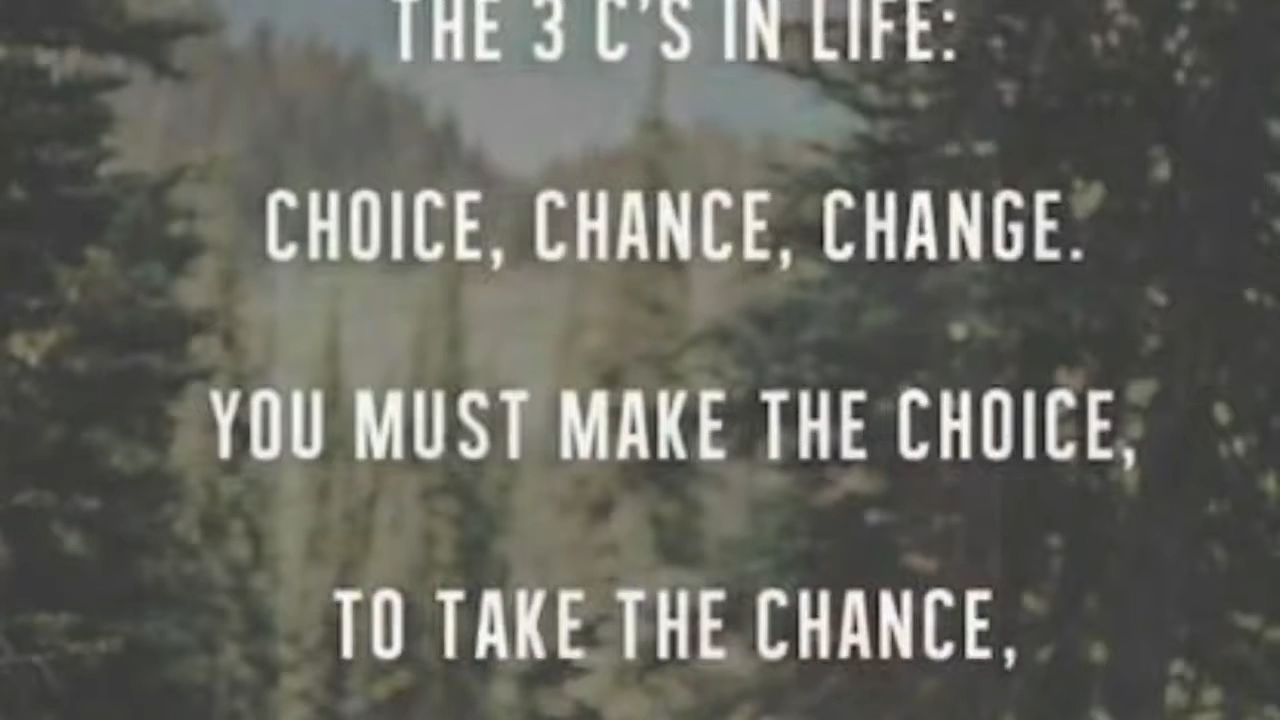 THE 3 C'S IN LIFE:
CHOICE, CHANCE, CHANGE.
YOU MUST MAKE THE CHOICE,
TO TAKE THE CHANCE,